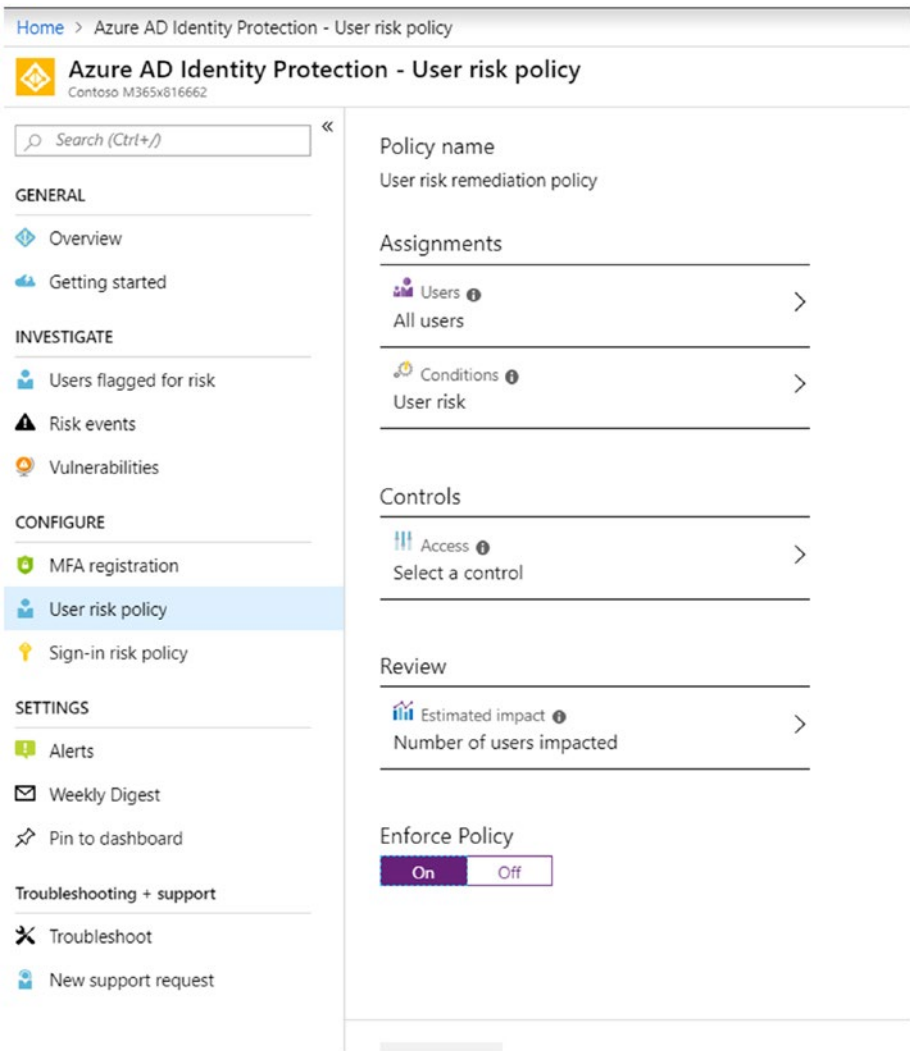 Home > Azure AD Identity Protection - User risk policy
Azure AD Identity Protection - User risk policy
Contoso M365x816662
Search (Ctrl+/)
«
GENERAL
Overview
Getting started
INVESTIGATE
Users flagged for risk
Risk events
Vulnerabilities
CONFIGURE
MFA registration
User risk policy
Sign-in risk policy
SETTINGS
Alerts
Weekly Digest
Pin to dashboard
Troubleshooting + support
Troubleshoot
New support request
Policy name
User risk remediation policy
Assignments
Users
All users
Conditions
User risk
Controls
Access
Select a control
Review
Estimated impact
Number of users impacted
Enforce Policy
On Off